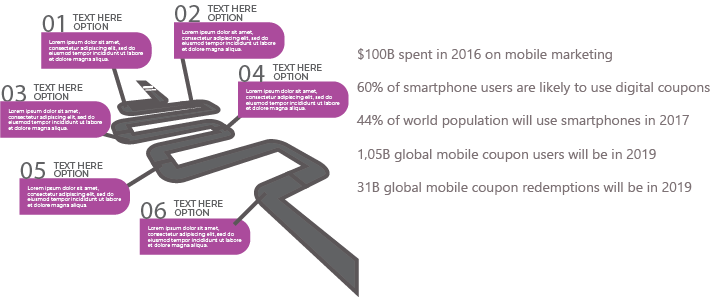 01
TEXT HERE
OPTION
Lorem ipsum dolor sit amet,
consectetur adipiscing elit, sed do
eiusmod tempor incididunt ut labore
et dolore magna aliqua.
02
TEXT HERE
OPTION
Lorem ipsum dolor sit amet,
consectetur adipiscing elit, sed do
eiusmod tempor incididunt ut labore
et dolore magna aliqua.
03
TEXT HERE
OPTION
Lorem ipsum dolor sit amet,
consectetur adipiscing elit, sed do
eiusmod tempor incididunt ut labore
et dolore magna aliqua.
04
TEXT HERE
OPTION
Lorem ipsum dolor sit amet,
consectetur adipiscing elit, sed do
eiusmod tempor incididunt ut labore
et dolore magna aliqua.
05
TEXT HERE
OPTION
Lorem ipsum dolor sit amet,
consectetur adipiscing elit, sed do
eiusmod tempor incididunt ut labore
et dolore magna aliqua.
06
TEXT HERE
OPTION
Lorem ipsum dolor sit amet,
consectetur adipiscing elit, sed do
eiusmod tempor incididunt ut labore
et dolore magna aliqua.
$100B spent in 2016 on mobile marketing
60% of smartphone users are likely to use digital coupons
44% of world population will use smartphones in 2017
1,05B global mobile coupon users will be in 2019
31B global mobile coupon redemptions will be in 2019